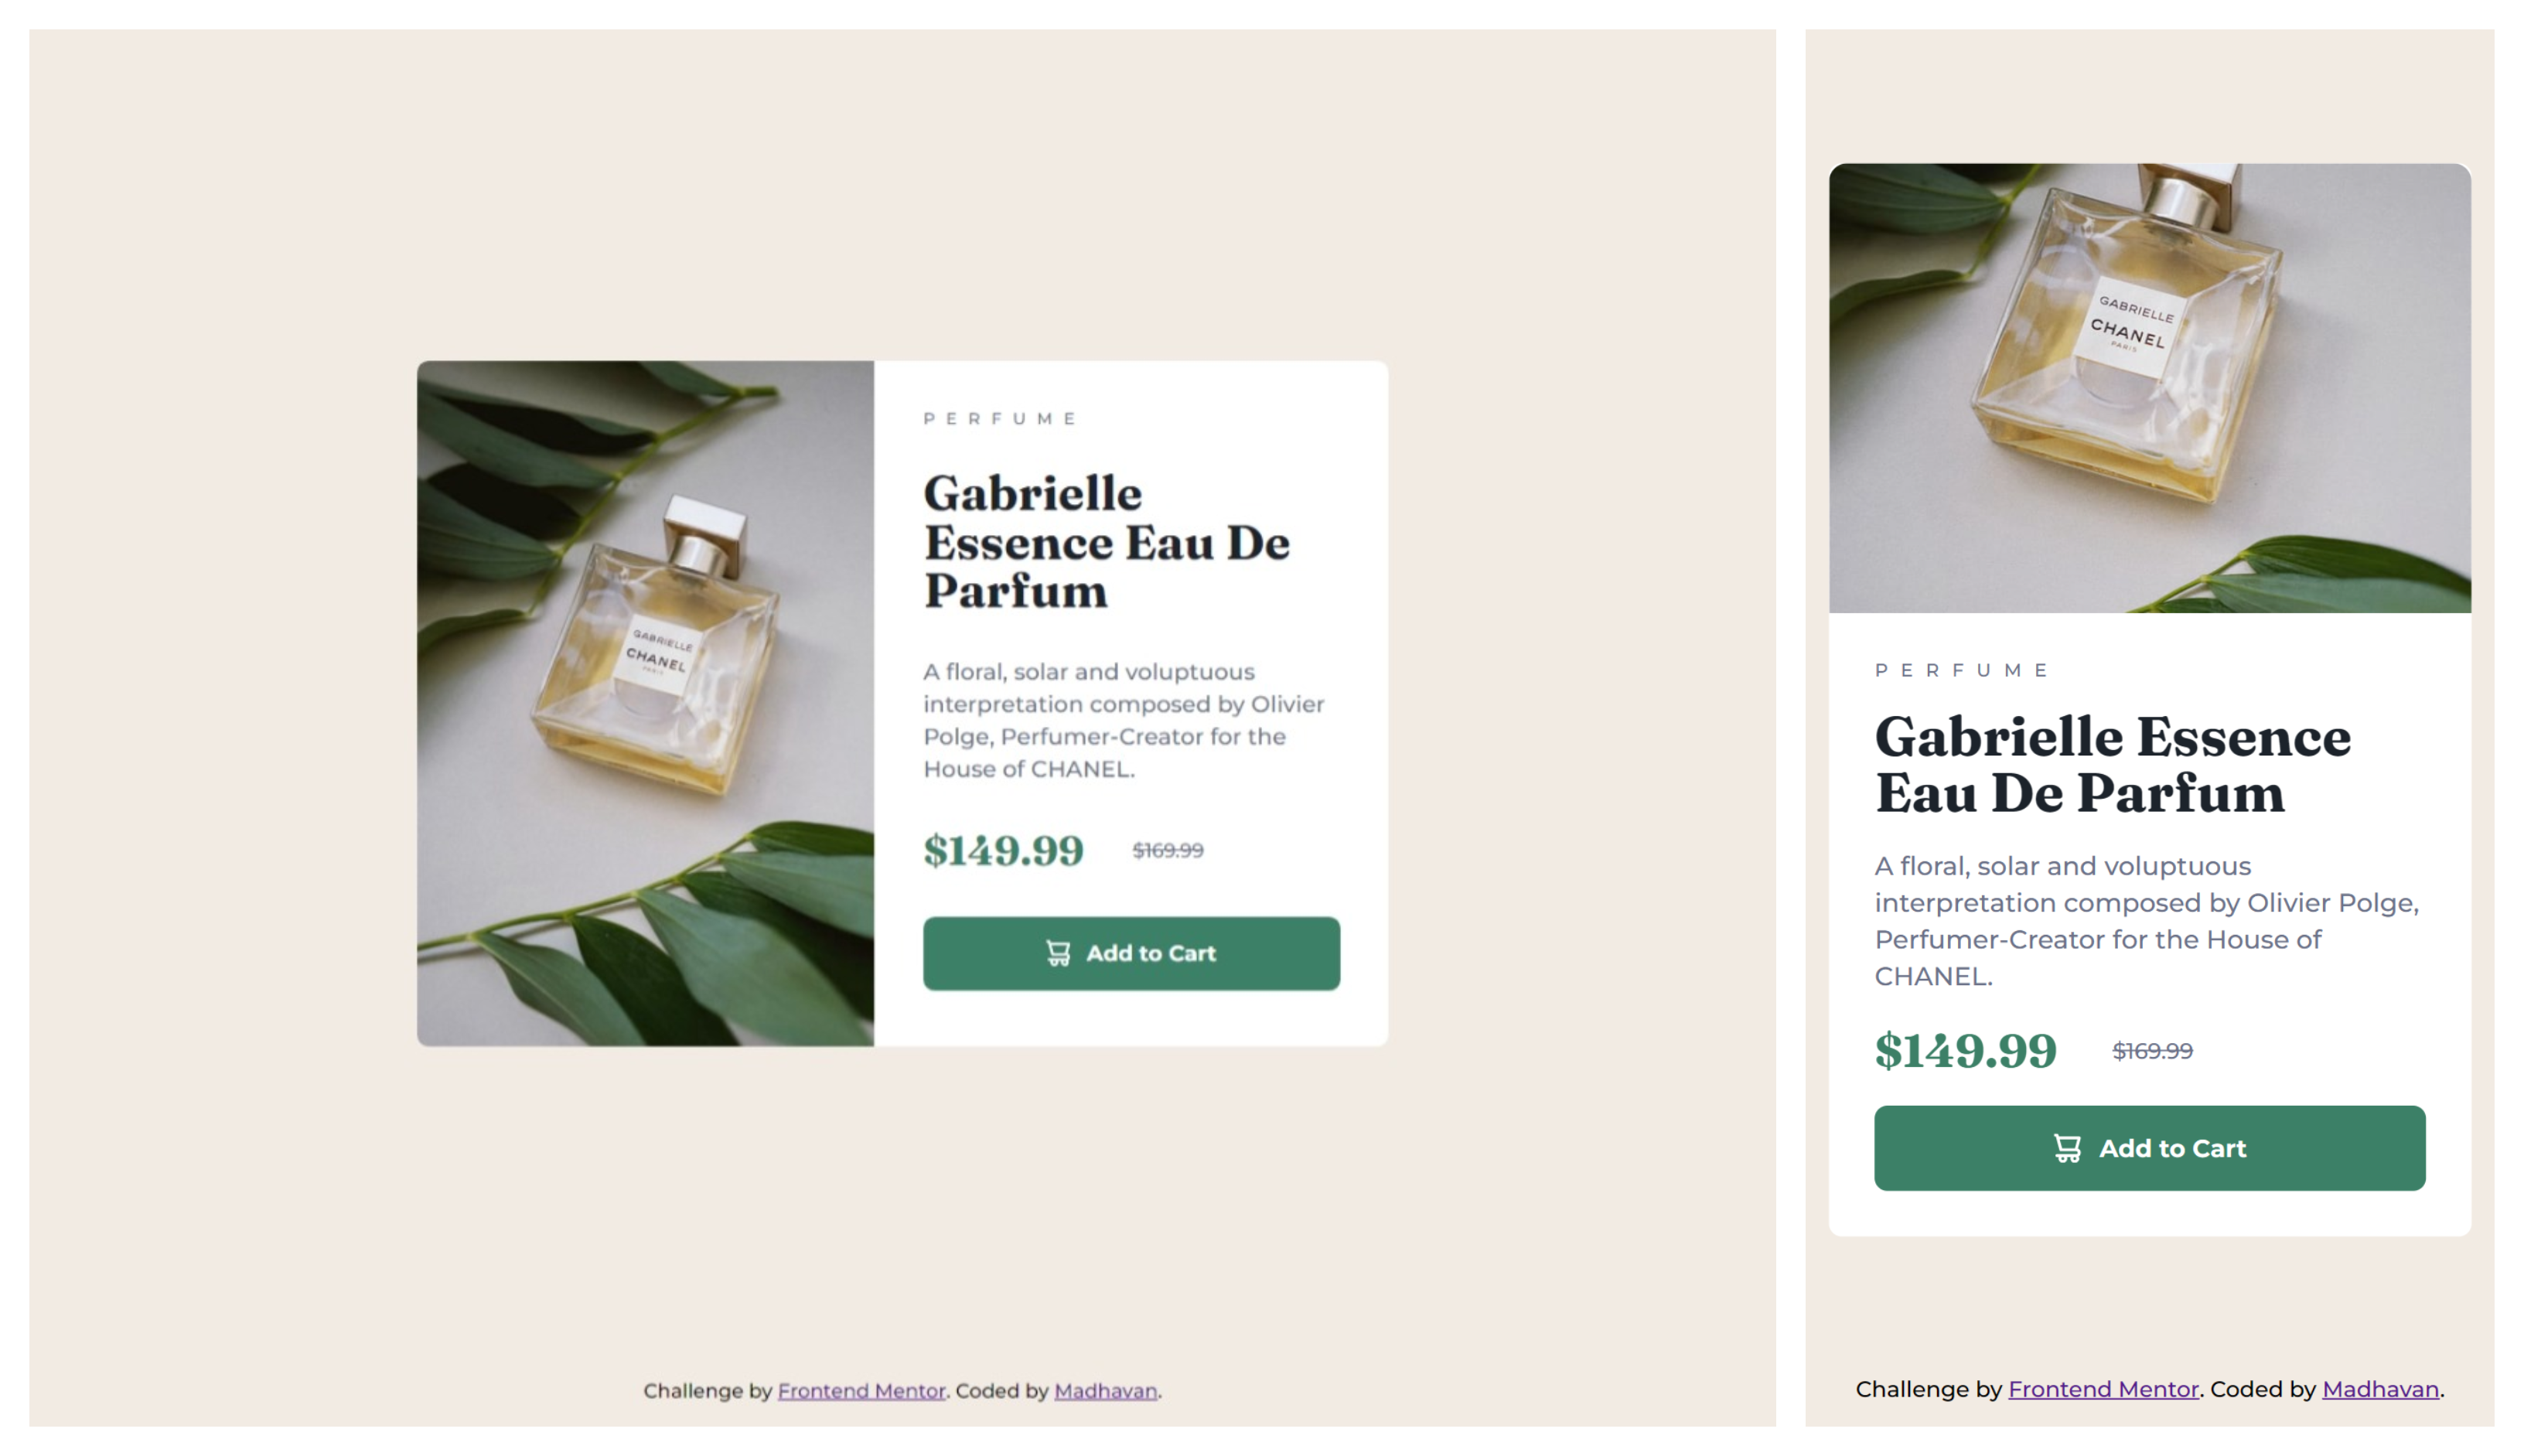 GABRIELLE
CHANEL
PARIS
PERFUME
Gabrielle
Essence Eau De
Parfum
A floral, solar and voluptuous
interpretation composed by Olivier
Polge, Perfumer-Creator for the
House of CHANEL.
$149.99 $169.99
Add to Cart
Challenge by Frontend Mentor. Coded by Madhavan.
GABRIELLE
CHANEL
PARIS
PERFUME
Gabrielle Essence
Eau De Parfum
A floral, solar and voluptuous
interpretation composed by Olivier Polge,
Perfumer-Creator for the House of
CHANEL.
$149.99 $169.99
Add to Cart
Challenge by Frontend Mentor. Coded by Madhavan.